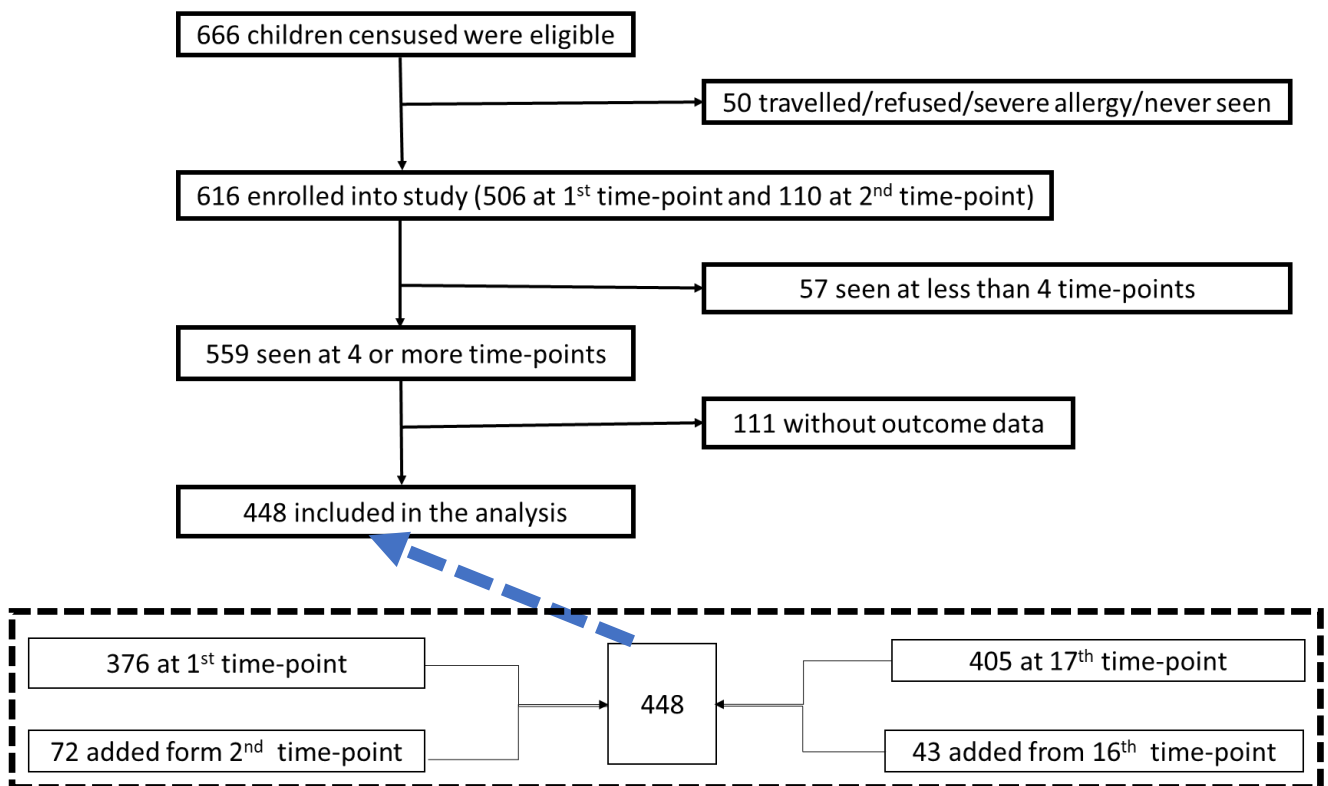 666 children censused were eligible
50 travelled/refused/severe allergy/never seen
616 enrolled into study (506 at 1st time-point and 110 at 2nd time-point)
57 seen at less than 4 time-points
559 seen at 4 or more time-points
111 without outcome data
448 included in the analysis
376 at 1st time-point
405 at 17th time-point
448
72 added form 2nd time-point
43 added from 16th time-point